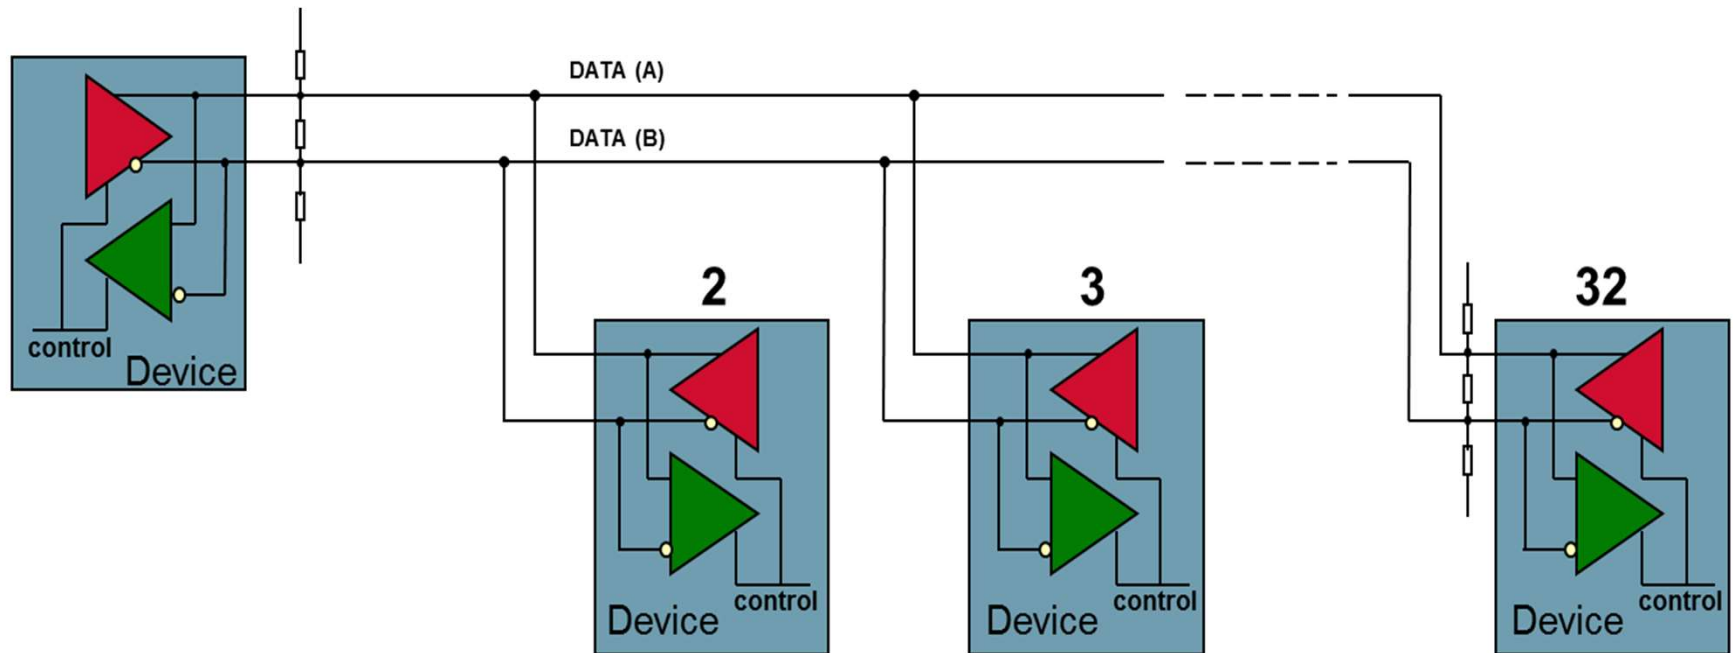 DATA (A)
DATA (B)
control
Device
2
3
32
control
Device
control
Device
control
Device